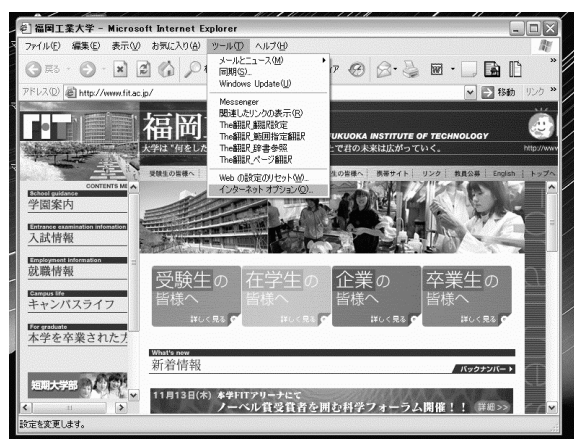 福岡工業大学 - Microsoft Internet Explorer
ファイル(F) 編集(E) 表示(V) お気に入り(A) ツール(T) ヘルプ(H)
戻る
メールとニュース(M)
同期(S)...
Windows Update(U)
Messenger
関連したリンクの表示(R)
The翻訳_翻訳設定
The翻訳_範囲指定翻訳
The翻訳_辞書参照
The翻訳_ページ翻訳
Web の設定のリセット(W)...
インターネット オプション(O)...
アドレス(D) http://www.fit.ac.jp/ 移動 リンク »
FIT 福岡
FUKUOKA INSTITUTE OF TECHNOLOGY
大学は "何をし
で君の未来は広がっていく。 http://www
受験生の皆様へ 生の皆様へ 携帯サイト リンク 教員公募 English トップへ
CONTENTS ME
School guidance
学園案内
Entrance examination infomation
入試情報
Employment information
就職情報
Campus life
キャンパスライフ
For graduate
本学を卒業された方
短期大学部
受験生の皆様へ 詳しく見る
在学生の皆様へ 詳しく見る
企業の皆様へ 詳しく見る
卒業生の皆様へ 詳しく見る
What's new
新着情報 バックナンバー
11月13日(木) 本学FITアリーナにて
ノーベル賞受賞者を囲む科学フォーラム開催!! 詳細>>
設定を変更します。